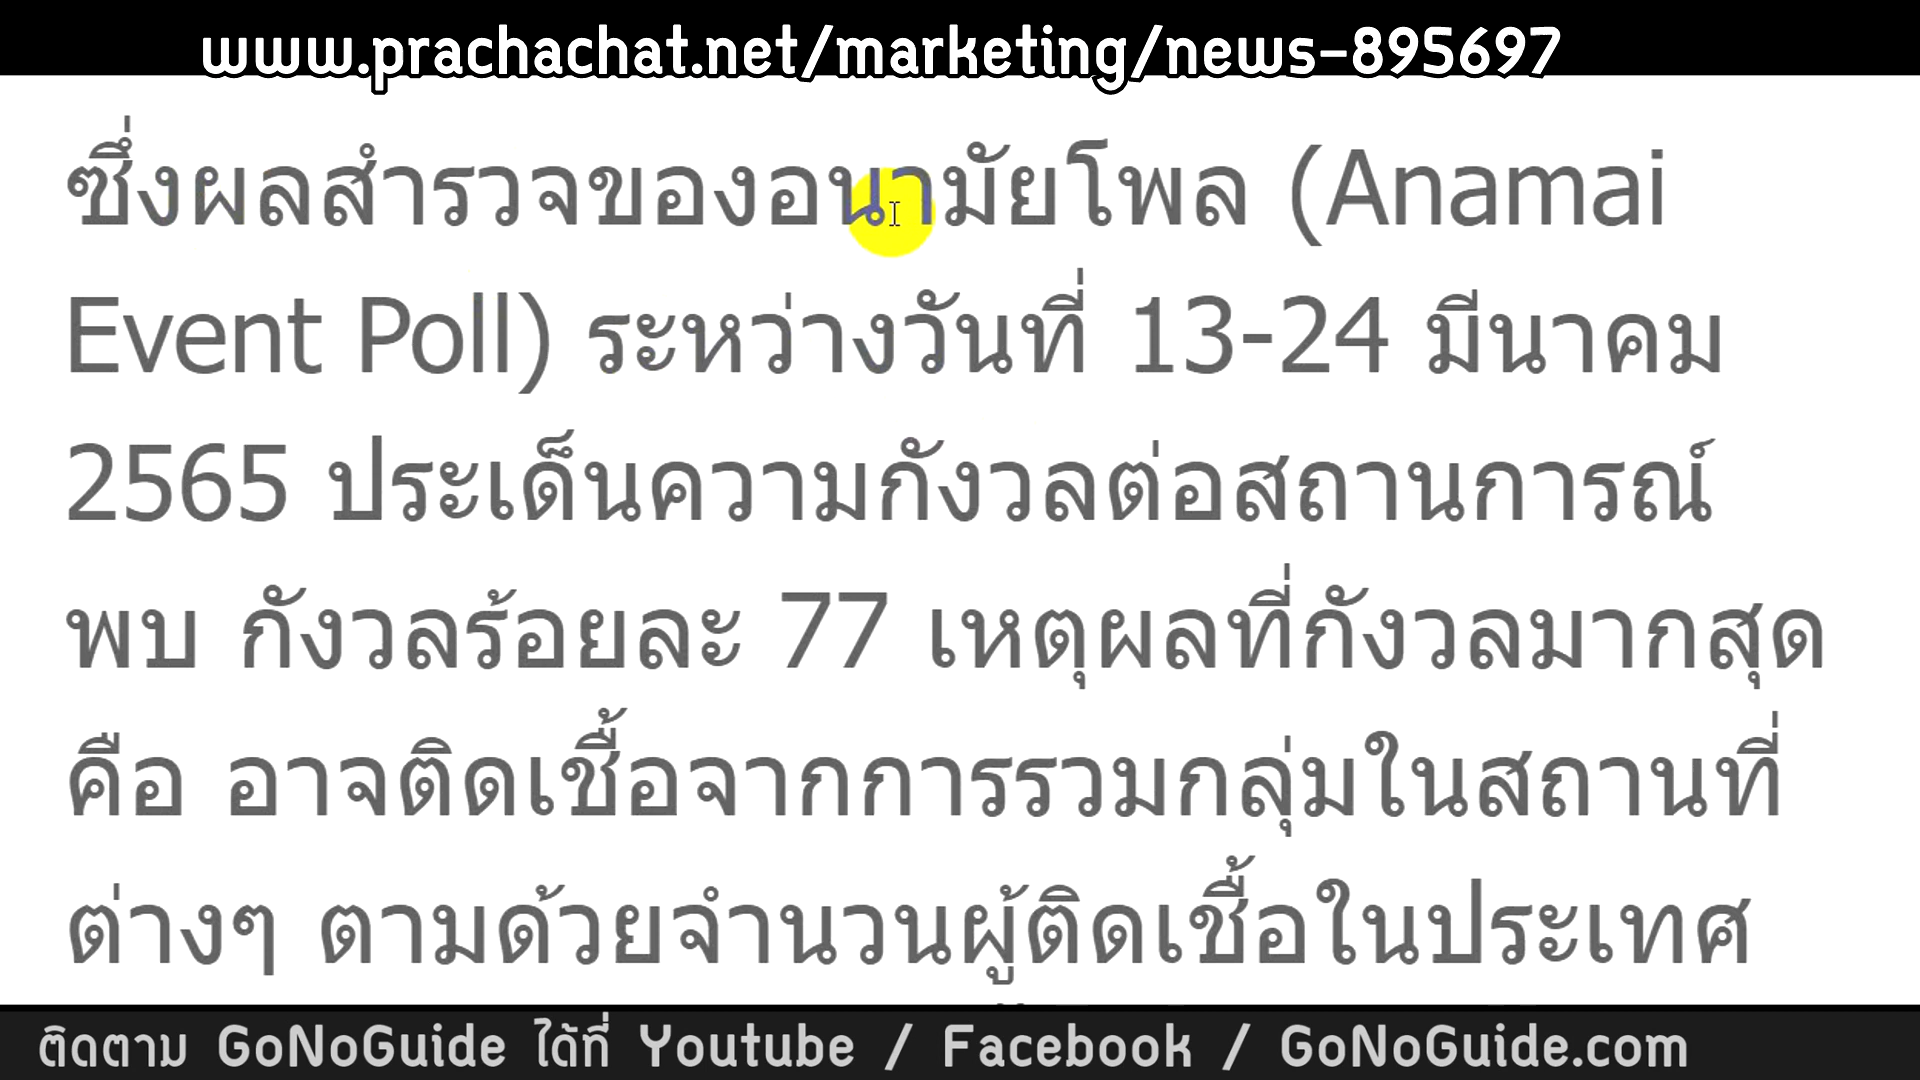 www.prachachat.net/marketing/news-895697
ซึ่งผลสำรวจของอนามัยโพล (Anamai
Event Poll) ระหว่างวันที่ 13-24 มีนาคม
2565 ประเด็นความกังวลต่อสถานการณ์
พบ กังวลร้อยละ 77 เหตุผลที่กังวลมากสุด
คือ อาจติดเชื้อจากการรวมกลุ่มในสถานที่
ต่างๆ ตามด้วยจำนวนผู้ติดเชื้อในประเทศ
ติดตาม GoNoGuide ได้ที่ Youtube / Facebook / GoNoGuide.com